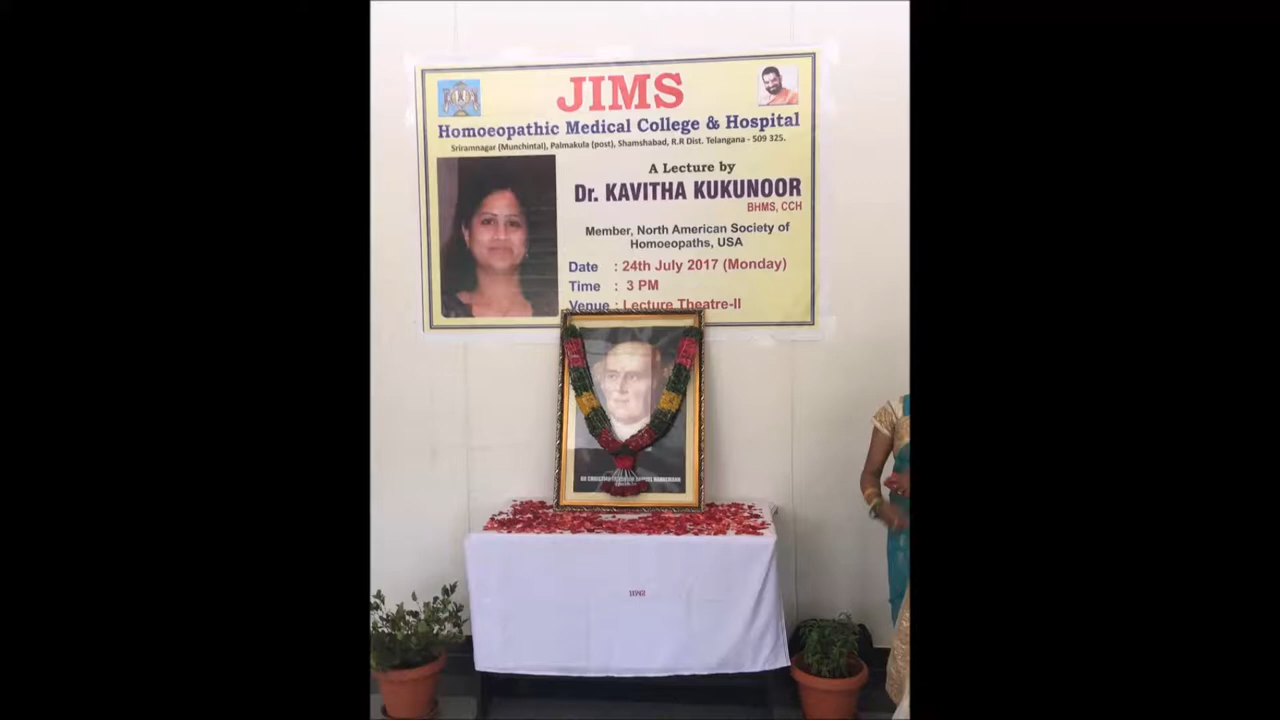 JIMS
Homoeopathic Medical College & Hospital
Sriramnagar (Munchintal), Palmakula (post), Shamshabad, R.R Dist. Telangana - 509 325.
A Lecture by
Dr. KAVITHA KUKUNOOR
BHMS, CCH
Member, North American Society of
Homoeopaths, USA
Date : 24th July 2017 (Monday)
Time : 3 PM
Venue : Lecture Theatre-II
HAHNEMANN